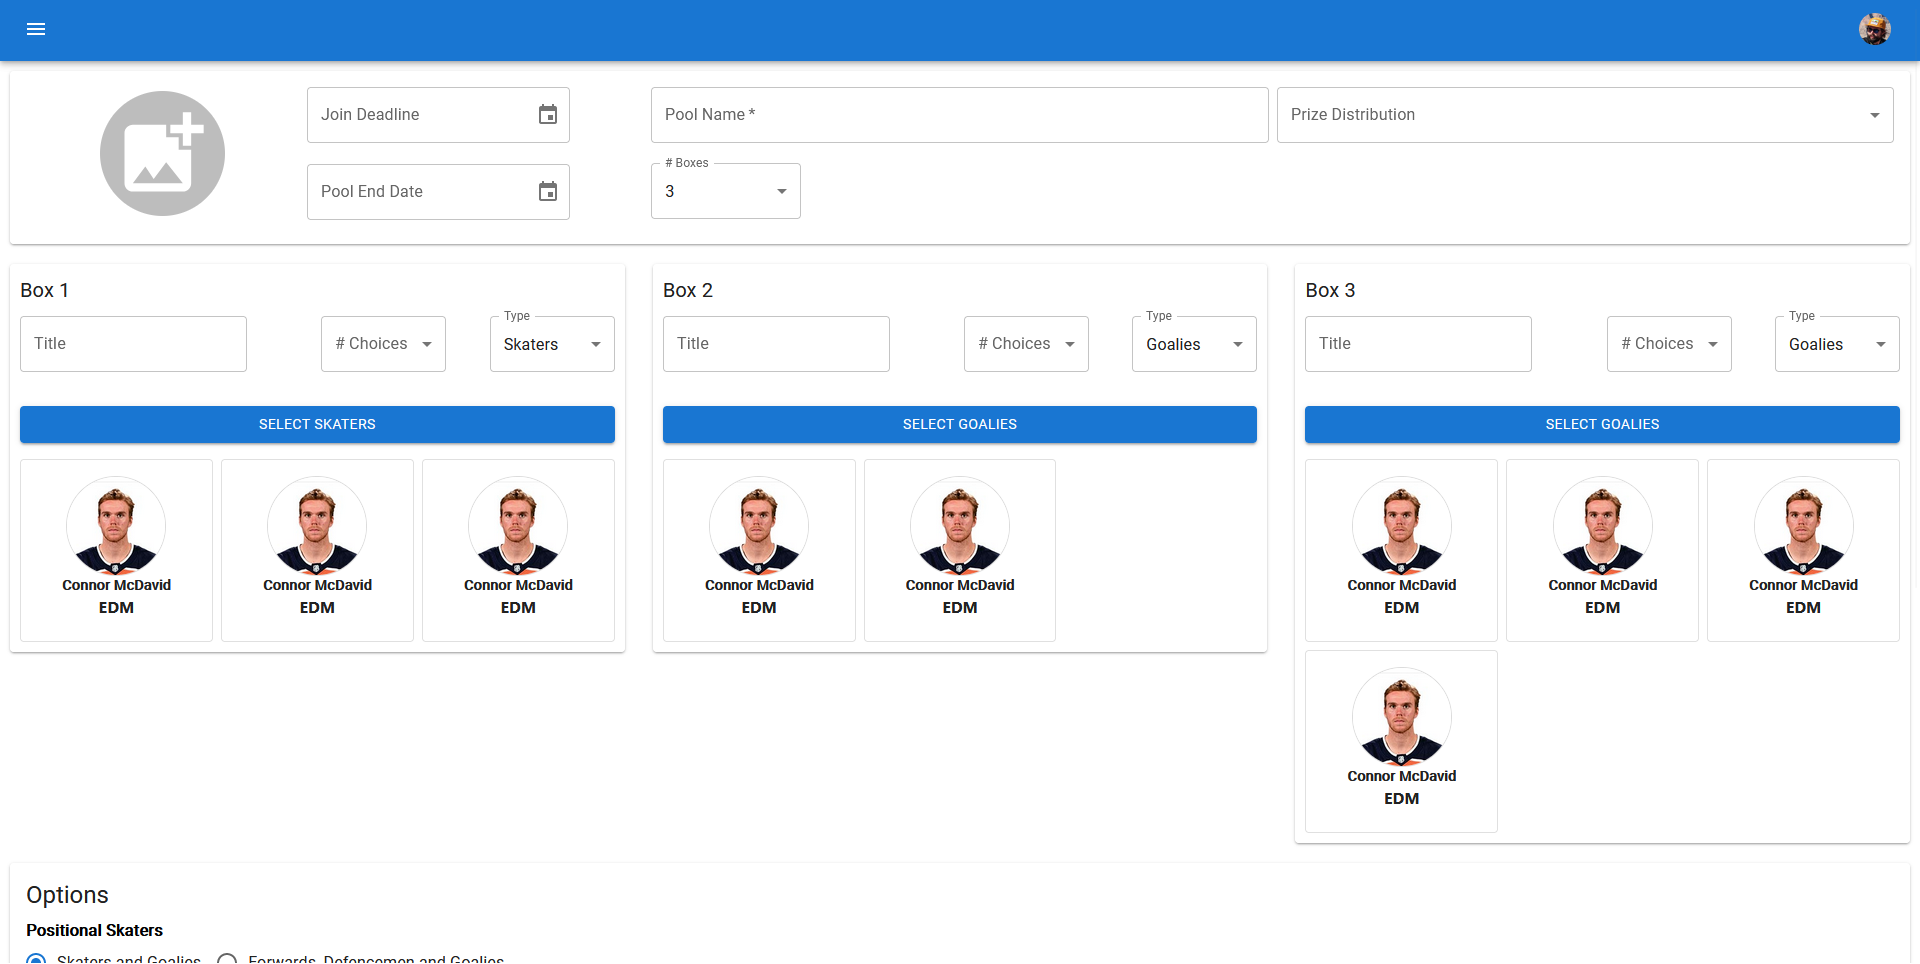 Join Deadline
Pool Name *
Prize Distribution
Pool End Date
# Boxes
3
Box 1
Title
# Choices
Type
Skaters
SELECT SKATERS
Connor McDavid
EDM
Connor McDavid
EDM
Connor McDavid
EDM
Box 2
Title
# Choices
Type
Goalies
SELECT GOALIES
Connor McDavid
EDM
Connor McDavid
EDM
Box 3
Title
# Choices
Type
Goalies
SELECT GOALIES
Connor McDavid
EDM
Connor McDavid
EDM
Connor McDavid
EDM
Connor McDavid
EDM
Options
Positional Skaters
Skaters and Goalies
Forwards, Defencemen and Goalies